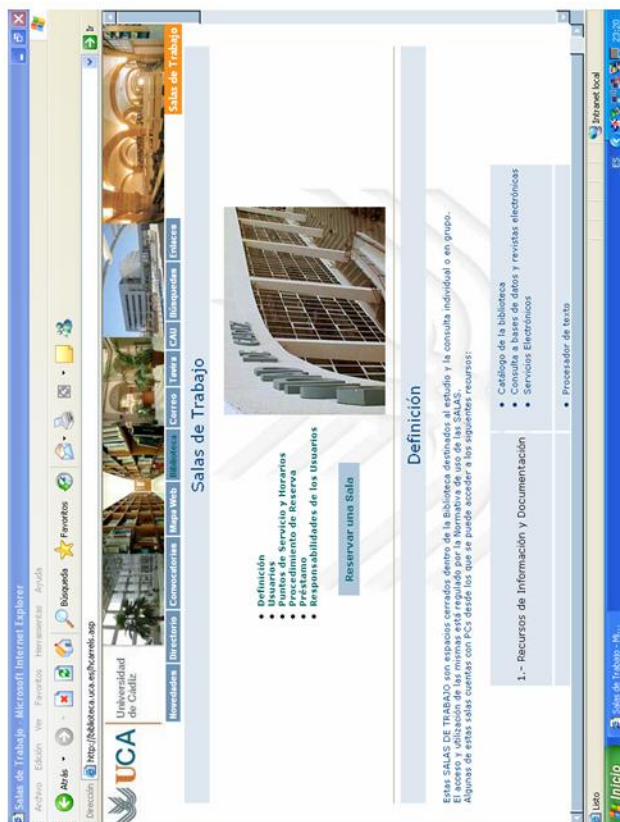 Salas de Trabajo - Microsoft Internet Explorer
Archivo Edición Ver Favoritos Herramientas Ayuda
Atrás Búsqueda Favoritos
Dirección http://biblioteca.uca.es/hcarrels.asp Ir
UCA Universidad
de Cádiz
Novedades Directorio Convocatorias Mapa Web Biblioteca Correo Tavira CAU Búsquedas Enlaces Salas de Trabajo
Salas de Trabajo
• Definición
• Usuarios
• Puntos de Servicio y Horarios
• Procedimiento de Reserva
• Préstamo
• Responsabilidades de los Usuarios
Reservar una Sala
Definición
Estas SALAS DE TRABAJO son espacios cerrados dentro de la Biblioteca destinados al estudio y la consulta individual o en grupo.
El acceso y utilización de las mismas está regulado por la Normativa de uso de las SALAS.
Algunas de estas salas cuentan con PCs desde los que se puede acceder a los siguientes recursos:
1.- Recursos de Información y Documentación
• Catálogo de la biblioteca
• Consulta a bases de datos y revistas electrónicas
• Servicios Electrónicos
• Procesador de texto
Listo Intranet local
Inicio Salas de Trabajo - Mi... ES 23:20